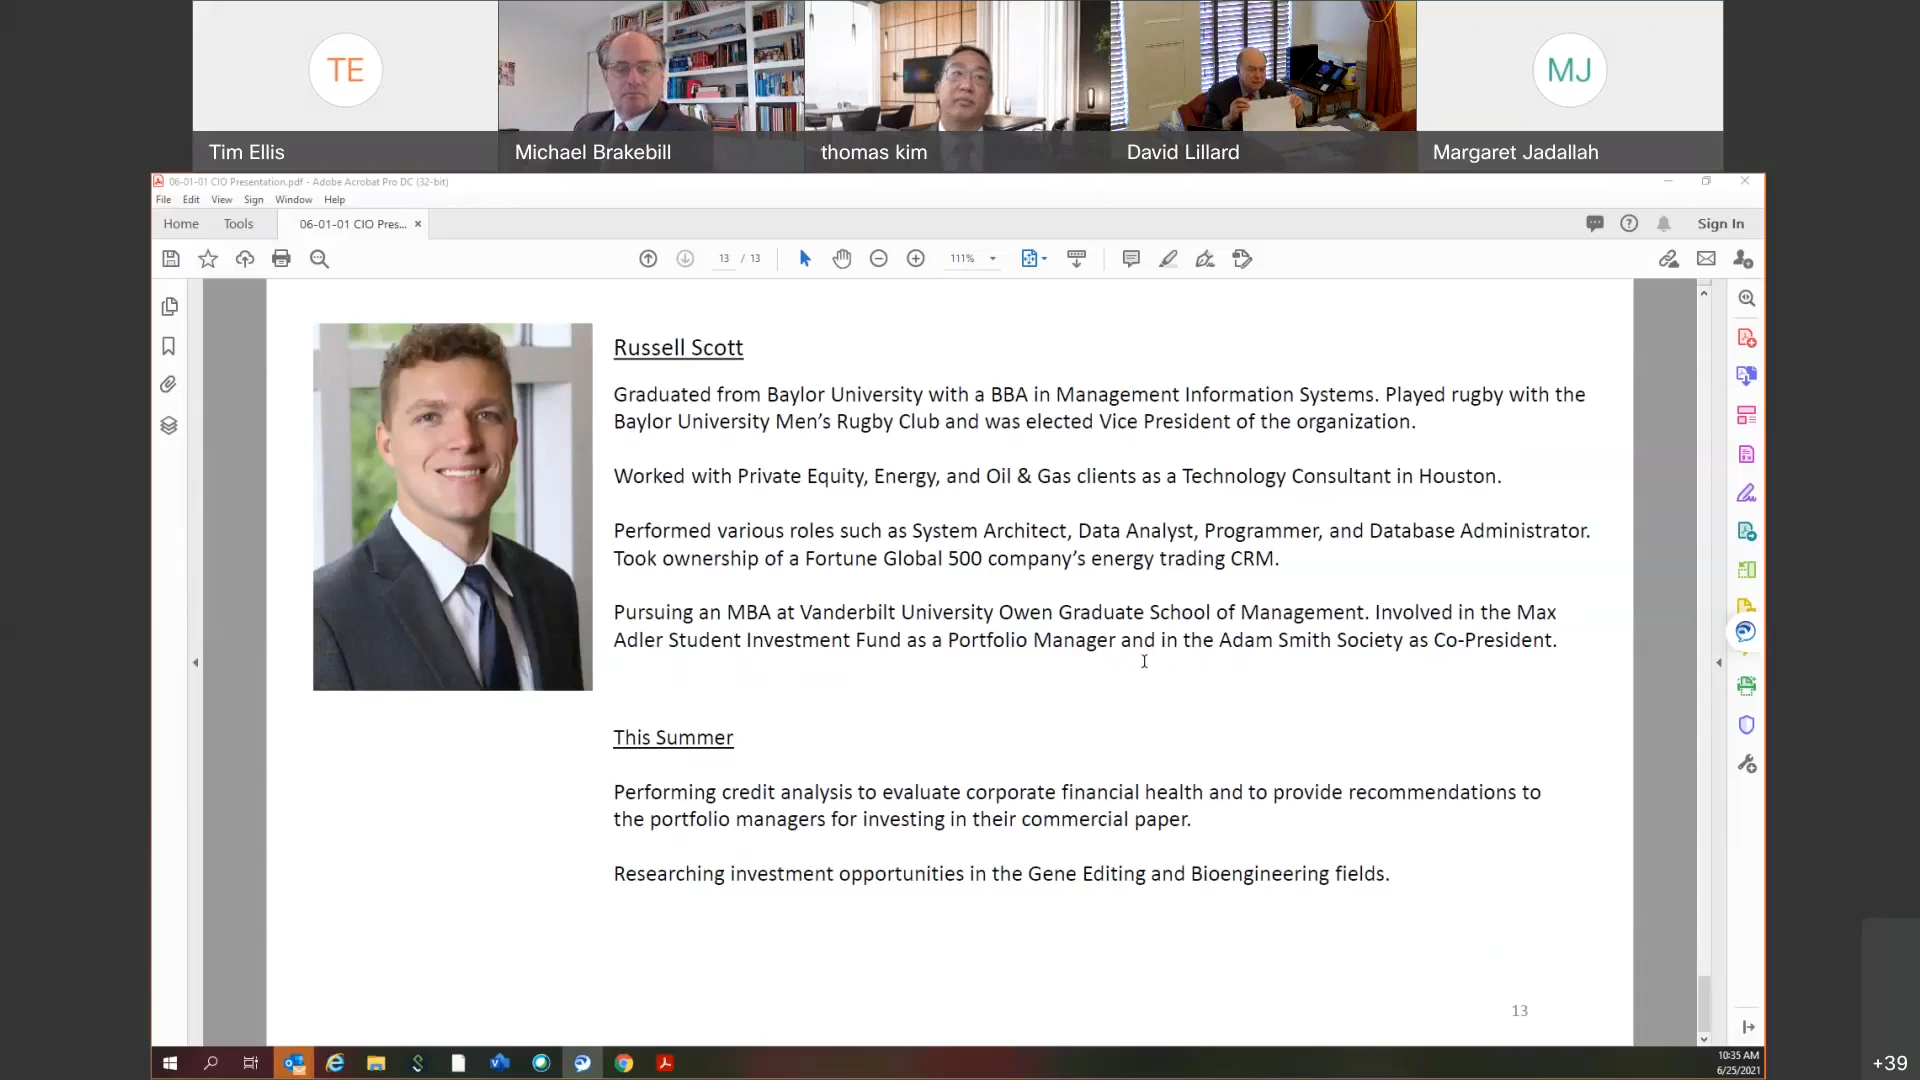 TE
MJ
Tim Ellis
Michael Brakebill
thomas kim
David Lillard
Margaret Jadallah
06-01-01 CIO Presentation.pdf - Adobe Acrobat Pro DC (32-bit)
File Edit View Sign Window Help
Home Tools 06-01-01 CIO Pres... × Sign In
13 / 13 111%
Russell Scott
Graduated from Baylor University with a BBA in Management Information Systems. Played rugby with the
Baylor University Men’s Rugby Club and was elected Vice President of the organization.
Worked with Private Equity, Energy, and Oil & Gas clients as a Technology Consultant in Houston.
Performed various roles such as System Architect, Data Analyst, Programmer, and Database Administrator.
Took ownership of a Fortune Global 500 company’s energy trading CRM.
Pursuing an MBA at Vanderbilt University Owen Graduate School of Management. Involved in the Max
Adler Student Investment Fund as a Portfolio Manager and in the Adam Smith Society as Co-President.
This Summer
Performing credit analysis to evaluate corporate financial health and to provide recommendations to
the portfolio managers for investing in their commercial paper.
Researching investment opportunities in the Gene Editing and Bioengineering fields.
13
10:35 AM
6/25/2021
+39